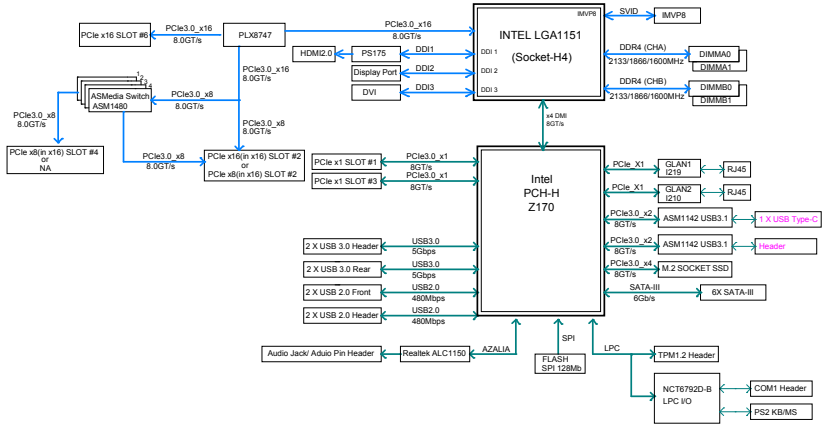 IMVP8
PCIe x16 SLOT #6
PCIe3.0_x16
8.0GT/s
PLX8747
PCIe3.0_x16
8.0GT/s
INTEL LGA1151
(Socket-H4)
SVID
IMVP8
HDMI2.0
PS175
DDI1
DDI 1
Display Port
DDI2
DDI 2
DVI
DDI3
DDI 3
DDR4 (CHA)
2133/1866/1600MHz
DIMMA0
DIMMA1
DDR4 (CHB)
2133/1866/1600MHz
DIMMB0
DIMMB1
PCIe3.0_x16
8.0GT/s
1
2
3
4
ASMedia Switch
ASM1480
PCIe3.0_x8
8.0GT/s
PCIe3.0_x8
8.0GT/s
PCIe3.0_x8
8.0GT/s
PCIe3.0_x8
8.0GT/s
PCIe x8(in x16) SLOT #4
or
NA
PCIe x16(in x16) SLOT #2
or
PCIe x8(in x16) SLOT #2
x4 DMI
8GT/s
Intel
PCH-H
Z170
PCIe x1 SLOT #1
PCIe3.0_x1
8GT/s
PCIe x1 SLOT #3
PCIe3.0_x1
8GT/s
PCIe_X1
GLAN1
I219
RJ45
PCIe_X1
GLAN2
I210
RJ45
PCIe3.0_x2
8GT/s
ASM1142 USB3.1
1 X USB Type-C
PCIe3.0_x2
8GT/s
ASM1142 USB3.1
Header
PCIe3.0_x4
8GT/s
M.2 SOCKET SSD
SATA-III
6Gb/s
6X SATA-III
2 X USB 3.0 Header
USB3.0
5Gbps
2 X USB 3.0 Rear
USB3.0
5Gbps
2 X USB 2.0 Front
USB2.0
480Mbps
2 X USB 2.0 Header
USB2.0
480Mbps
Audio Jack/ Aduio Pin Header
Realtek ALC1150
AZALIA
SPI
FLASH
SPI 128Mb
LPC
TPM1.2 Header
NCT6792D-B
LPC I/O
COM1 Header
PS2 KB/MS